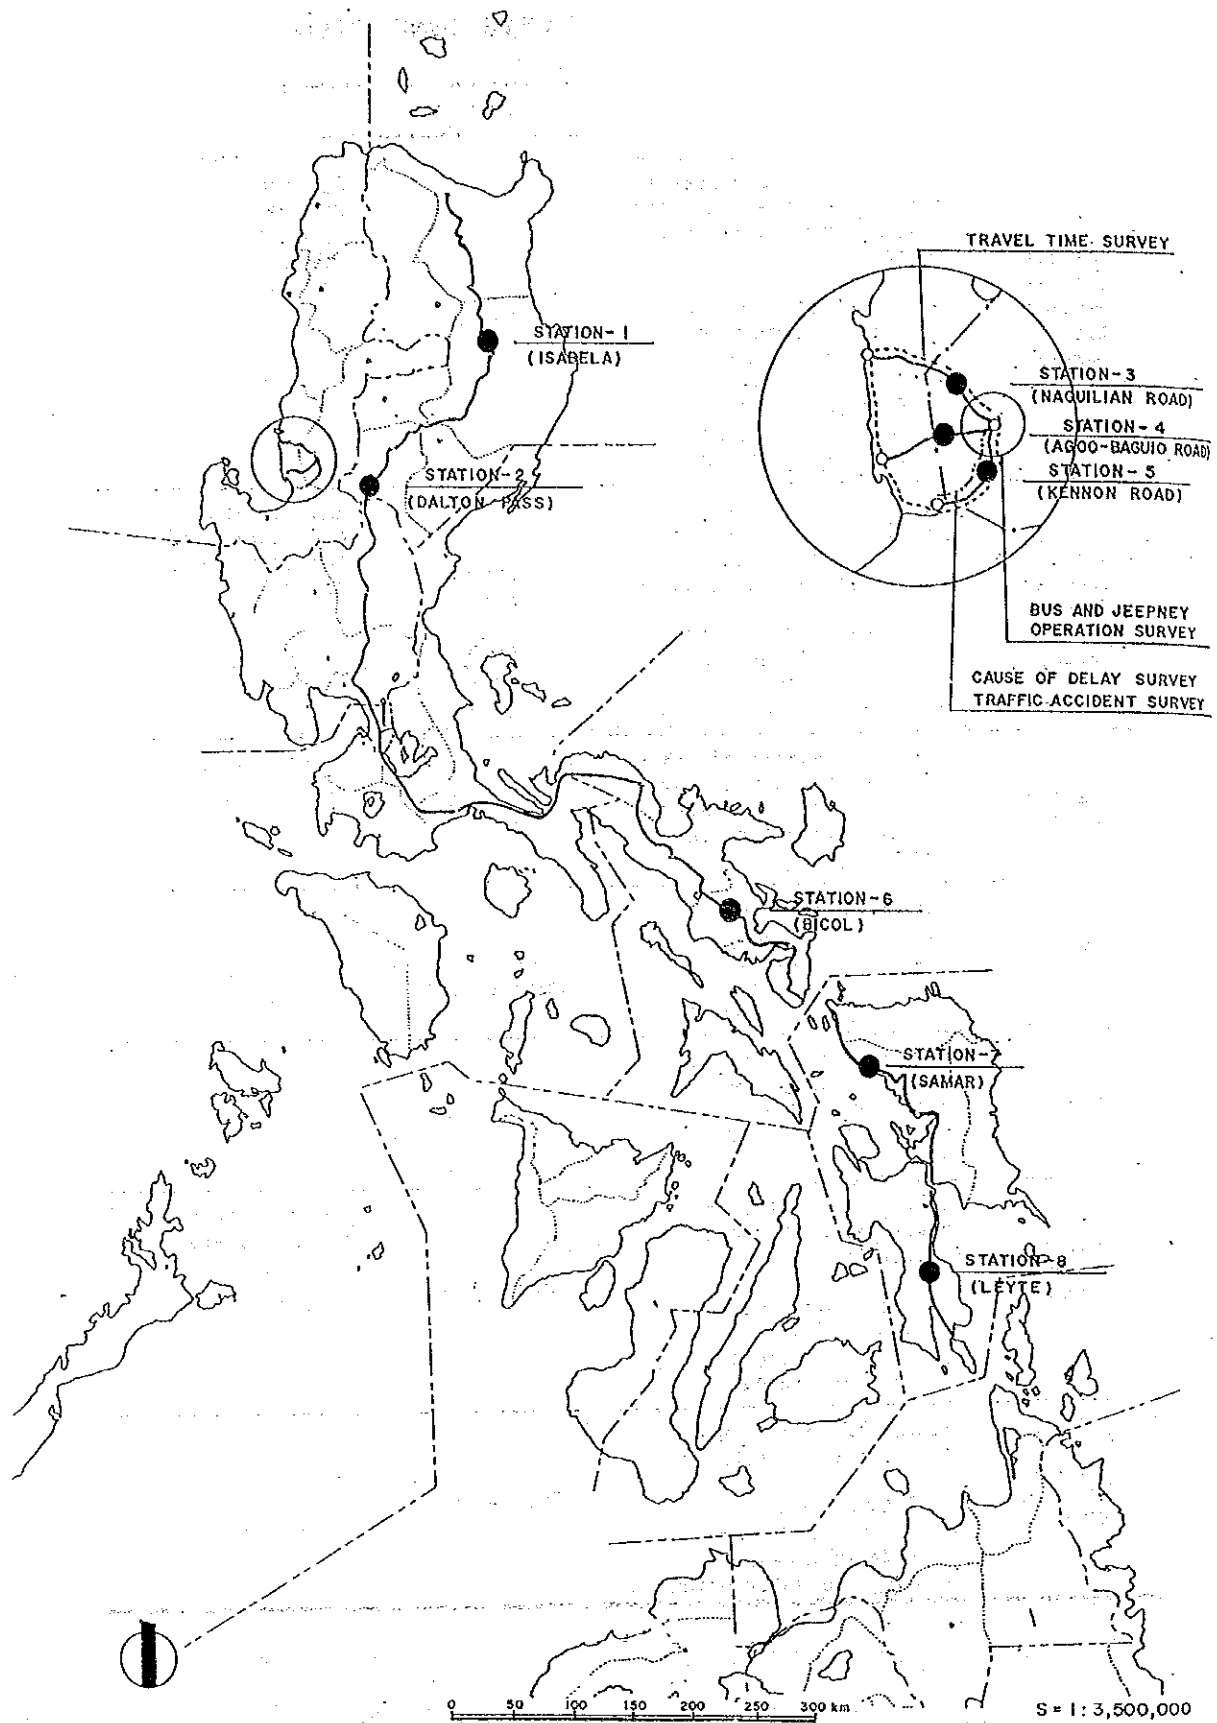 TRAVEL TIME SURVEY
STATION-1
(ISABELA)
STATION-3
(NAGUILIAN ROAD)
STATION-4
(AGOO-BAGUIO ROAD)
STATION-5
(KENNON ROAD)
STATION-2
(DALTON PASS)
BUS AND JEEPNEY
OPERATION SURVEY
CAUSE OF DELAY SURVEY
TRAFFIC ACCIDENT SURVEY
STATION-6
(BICOL)
STATION-7
(SAMAR)
STATION-8
(LEYTE)
0 50 100 200 250 300 km
S = 1:3,500,000